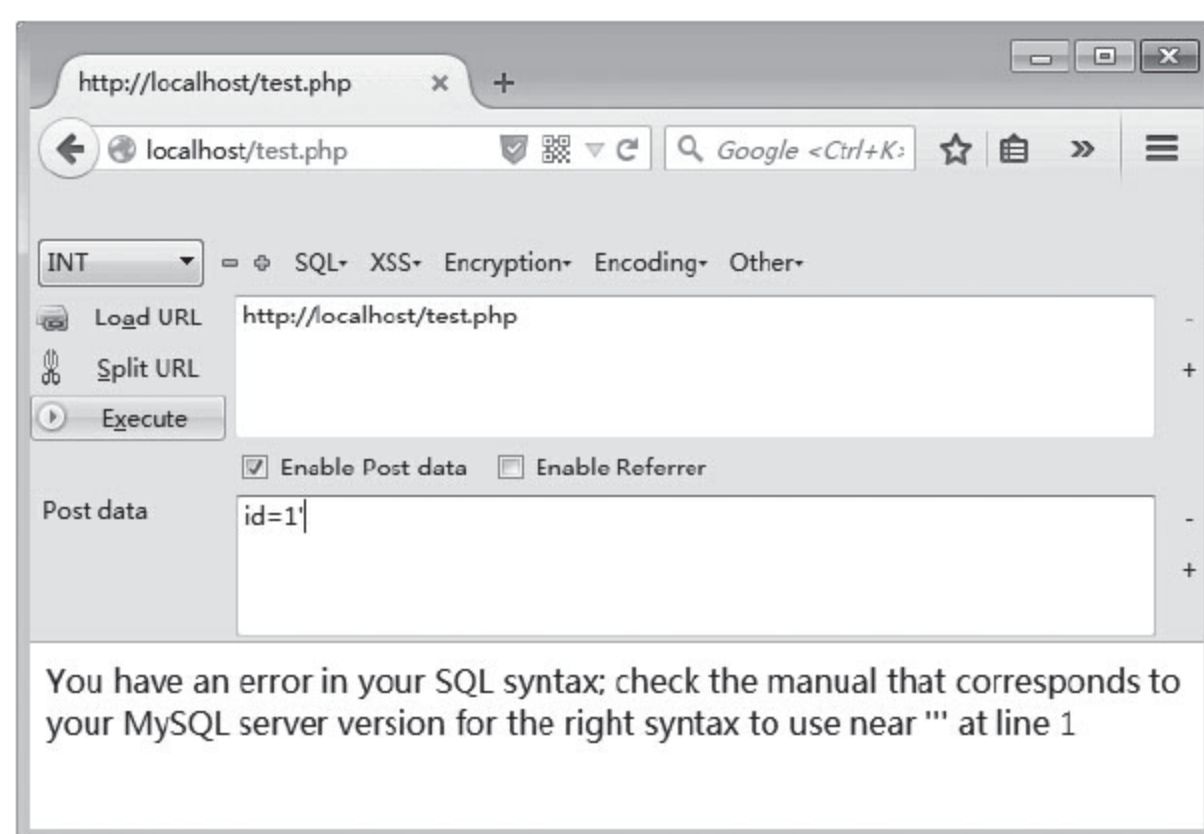 http://localhost/test.php
localhost/test.php
Google <Ctrl+K>
INT
SQL XSS Encryption Encoding Other
Load URL
http://localhost/test.php
Split URL
Execute
Enable Post data
Enable Referrer
Post data
id=1'
You have an error in your SQL syntax; check the manual that corresponds to
your MySQL server version for the right syntax to use near ''' at line 1